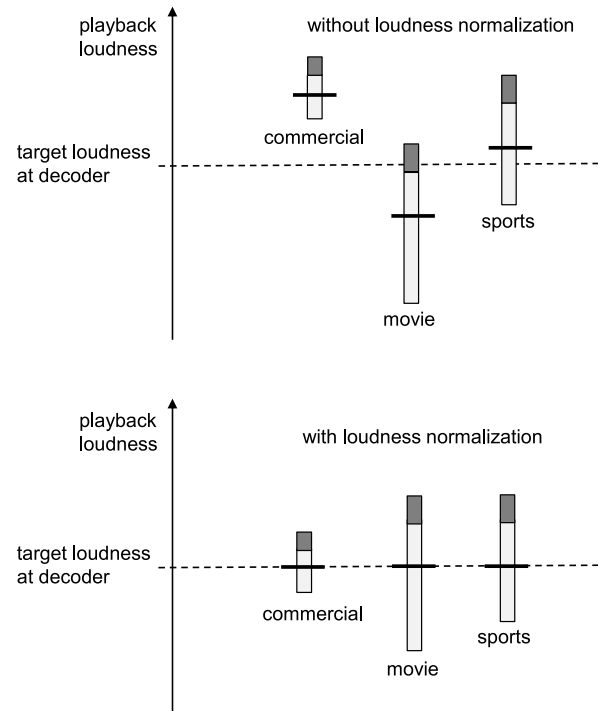 playback
loudness
without loudness normalization
commercial
target loudness
at decoder
sports
movie
playback
loudness
with loudness normalization
target loudness
at decoder
commercial
sports
movie